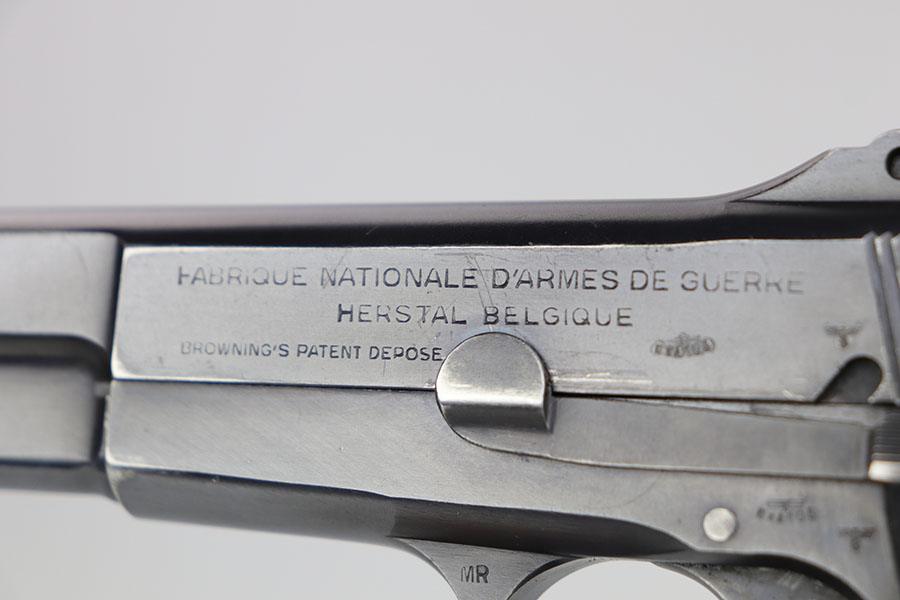 FABRIQUE NATIONALE D'ARMES DE GUERRE
HERSTAL BELGIQUE
BROWNING'S PATENT DEPOSE
MR